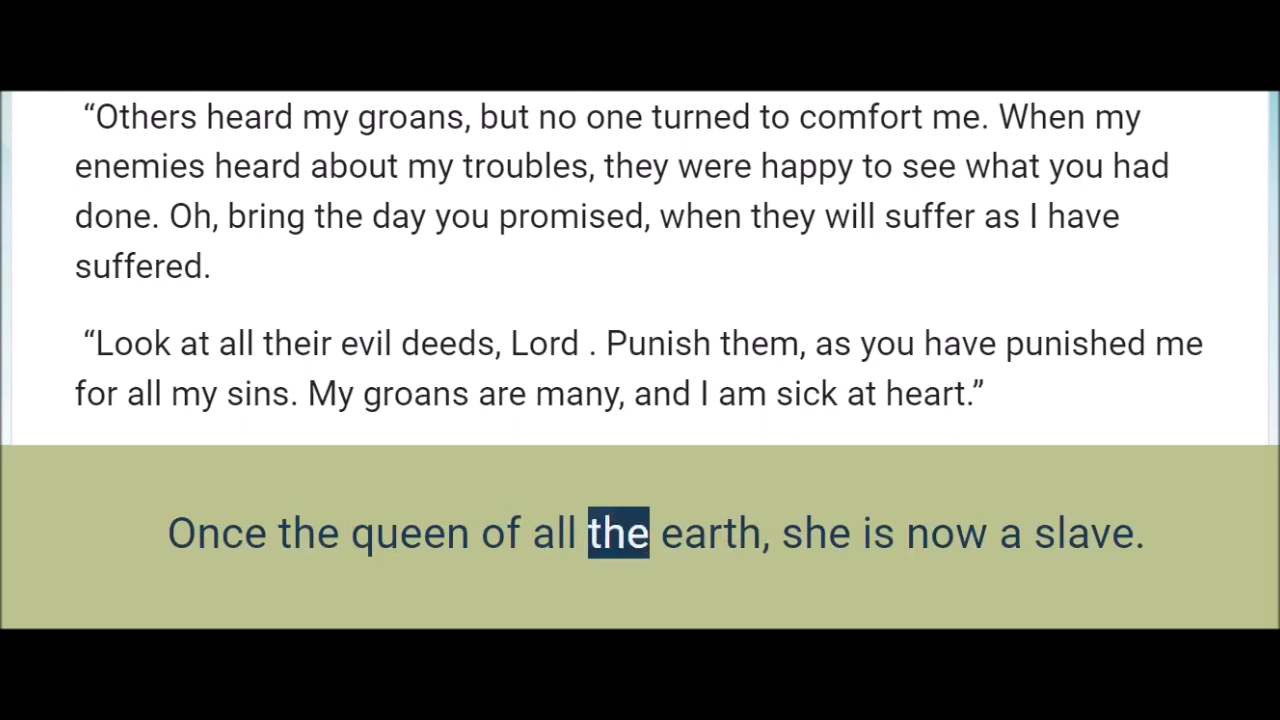 “Others heard my groans, but no one turned to comfort me. When my
enemies heard about my troubles, they were happy to see what you had
done. Oh, bring the day you promised, when they will suffer as I have
suffered.
“Look at all their evil deeds, Lord . Punish them, as you have punished me
for all my sins. My groans are many, and I am sick at heart.”
Once the queen of all the earth, she is now a slave.